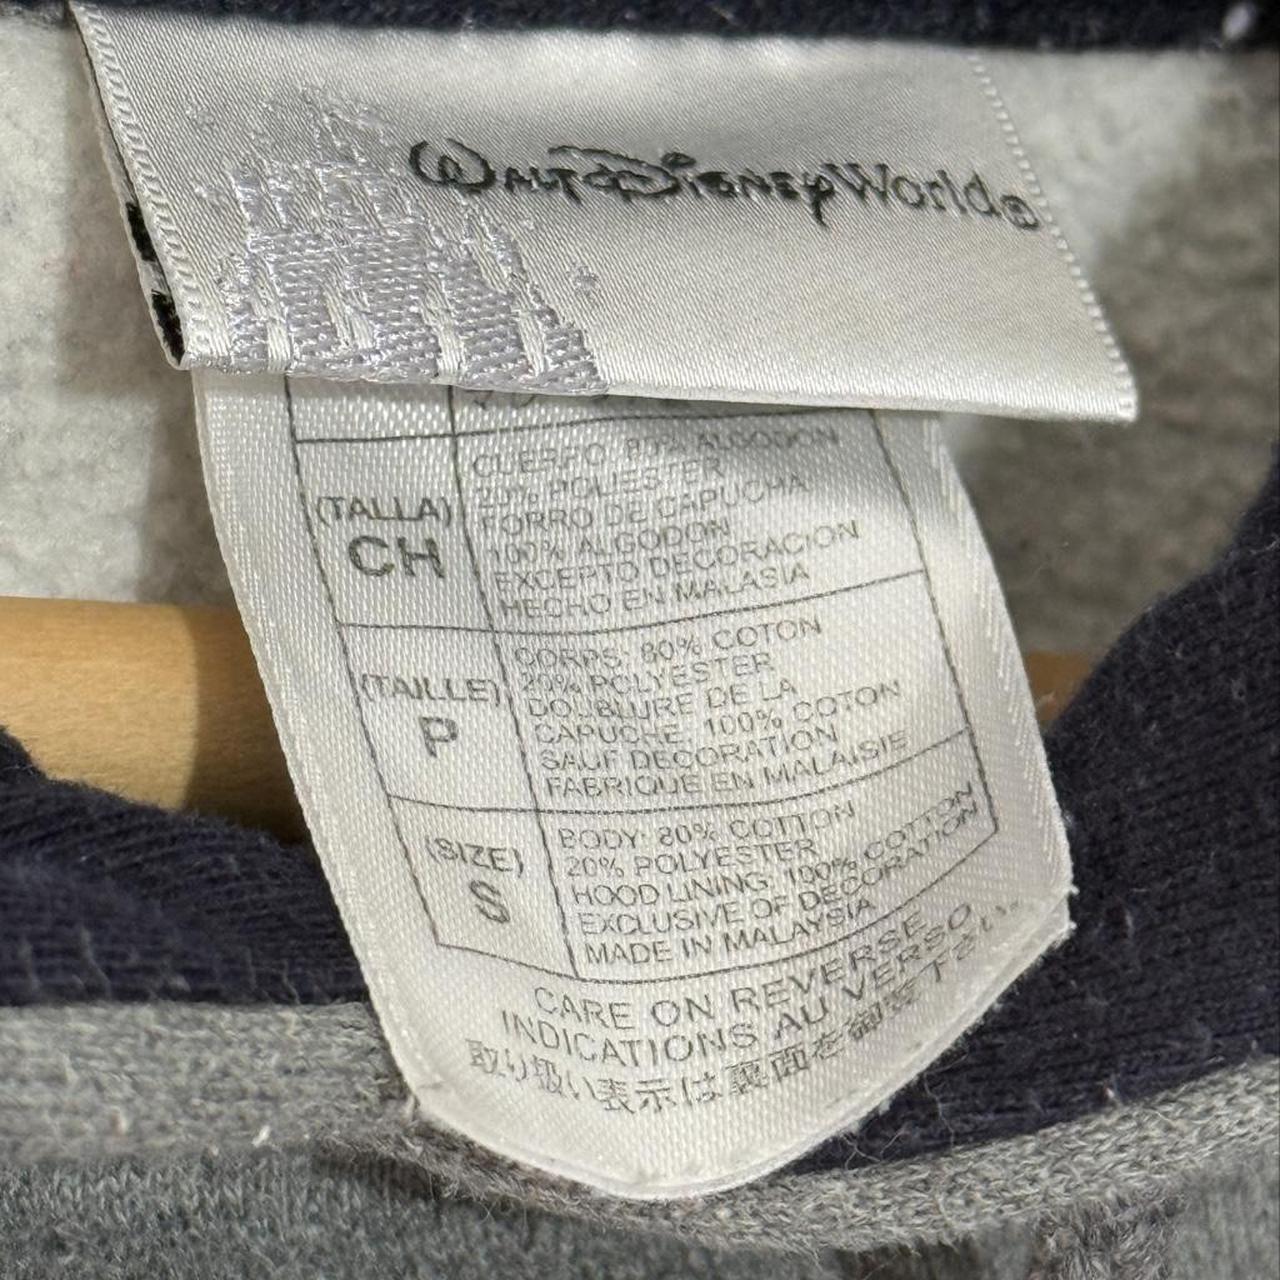 Walt Disney World®
(TALLA)
CH
CUERPO: 80% ALGODON
20% POLIESTER
FORRO DE CAPUCHA
100% ALGODON
EXCEPTO DECORACION
HECHO EN MALASIA
(TAILLE)
P
CORPS: 80% COTON
20% POLYESTER
DOUBLURE DE LA
CAPUCHE: 100% COTON
SAUF DECORATION
FABRIQUE EN MALAISIE
(SIZE)
S
BODY: 80% COTTON
20% POLYESTER
HOOD LINING: 100% COTTON
EXCLUSIVE OF DECORATION
MADE IN MALAYSIA
CARE ON REVERSE
INDICATIONS AU VERSO
取り扱い表示は裏面を御覧下さい